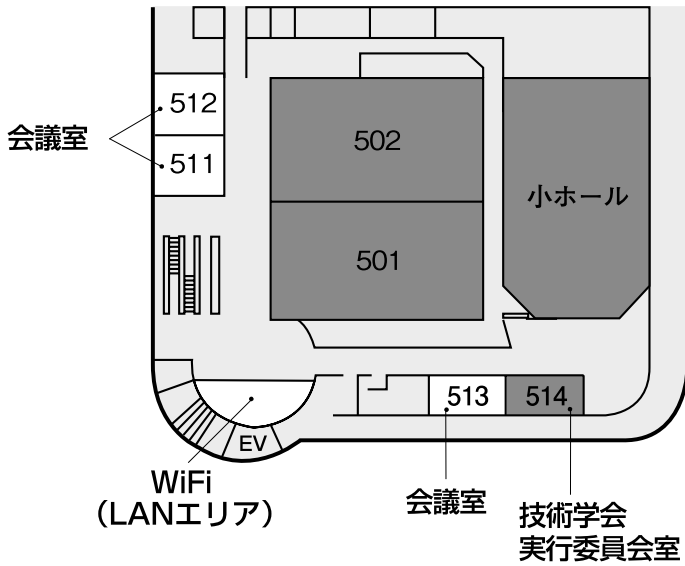 512
会議室
511
502
小ホール
501
513
514
EV
WiFi
（LANエリア）
会議室
技術学会
実行委員会室